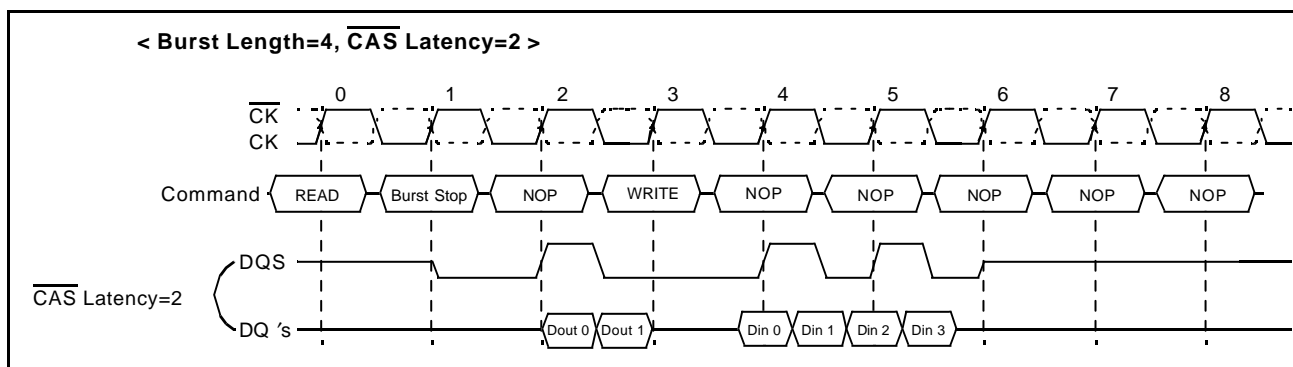 < Burst Length=4, CAS Latency=2 >
0 1 2 3 4 5 6 7 8
CK
CK
Command READ Burst Stop NOP WRITE NOP NOP NOP NOP NOP
DQS
CAS Latency=2
DQ 's Dout 0 Dout 1 Din 0 Din 1 Din 2 Din 3